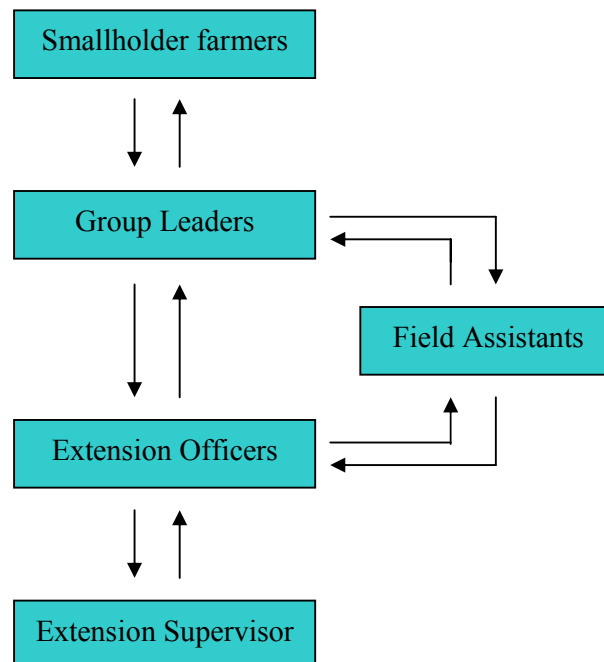 Smallholder farmers
Group Leaders
Field Assistants
Extension Officers
Extension Supervisor